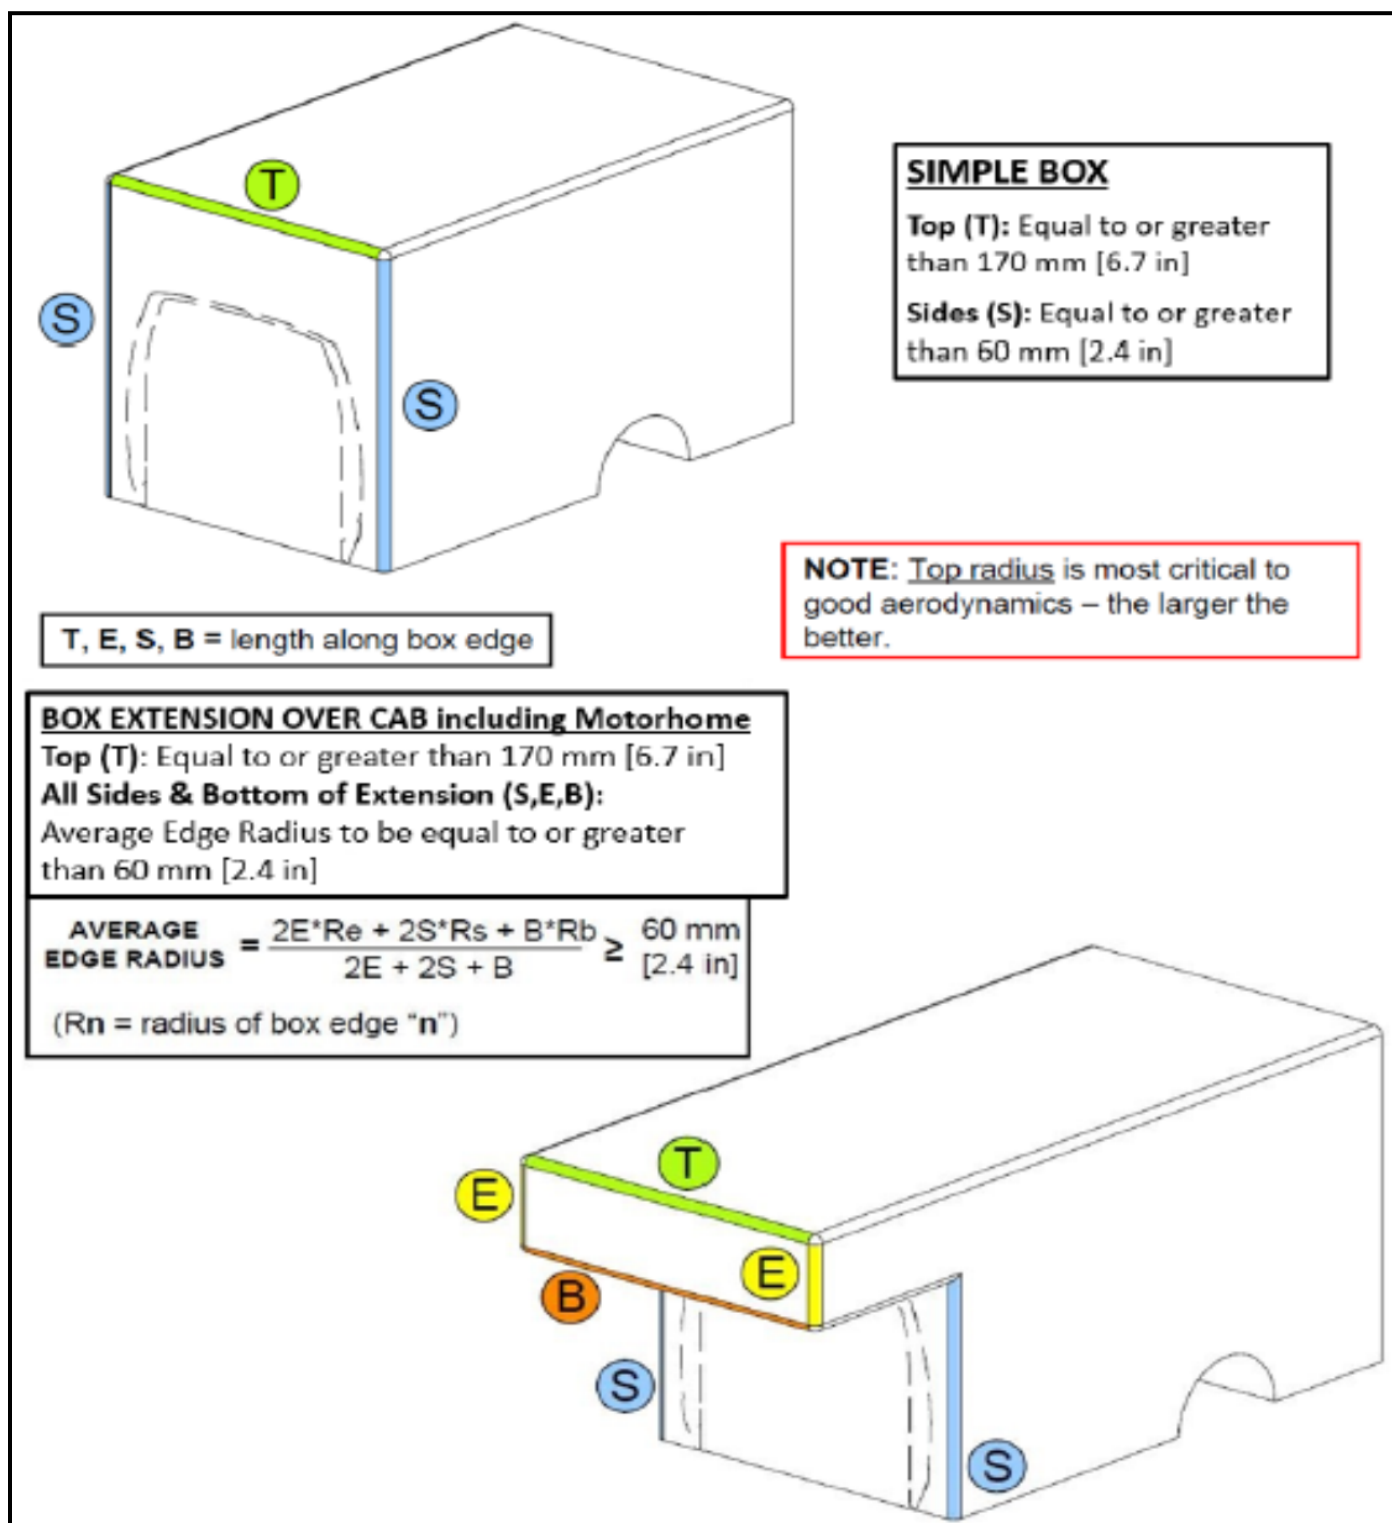 T
S
S
SIMPLE BOX
Top (T): Equal to or greater
than 170 mm [6.7 in]
Sides (S): Equal to or greater
than 60 mm [2.4 in]
NOTE: Top radius is most critical to
good aerodynamics – the larger the
better.
T, E, S, B = length along box edge
BOX EXTENSION OVER CAB including Motorhome
Top (T): Equal to or greater than 170 mm [6.7 in]
All Sides & Bottom of Extension (S,E,B):
Average Edge Radius to be equal to or greater
than 60 mm [2.4 in]
AVERAGE
EDGE RADIUS
=
2E*Re + 2S*Rs + B*Rb
2E + 2S + B
≥
60 mm
[2.4 in]
(Rn = radius of box edge “n”)
T
E
E
B
S
S